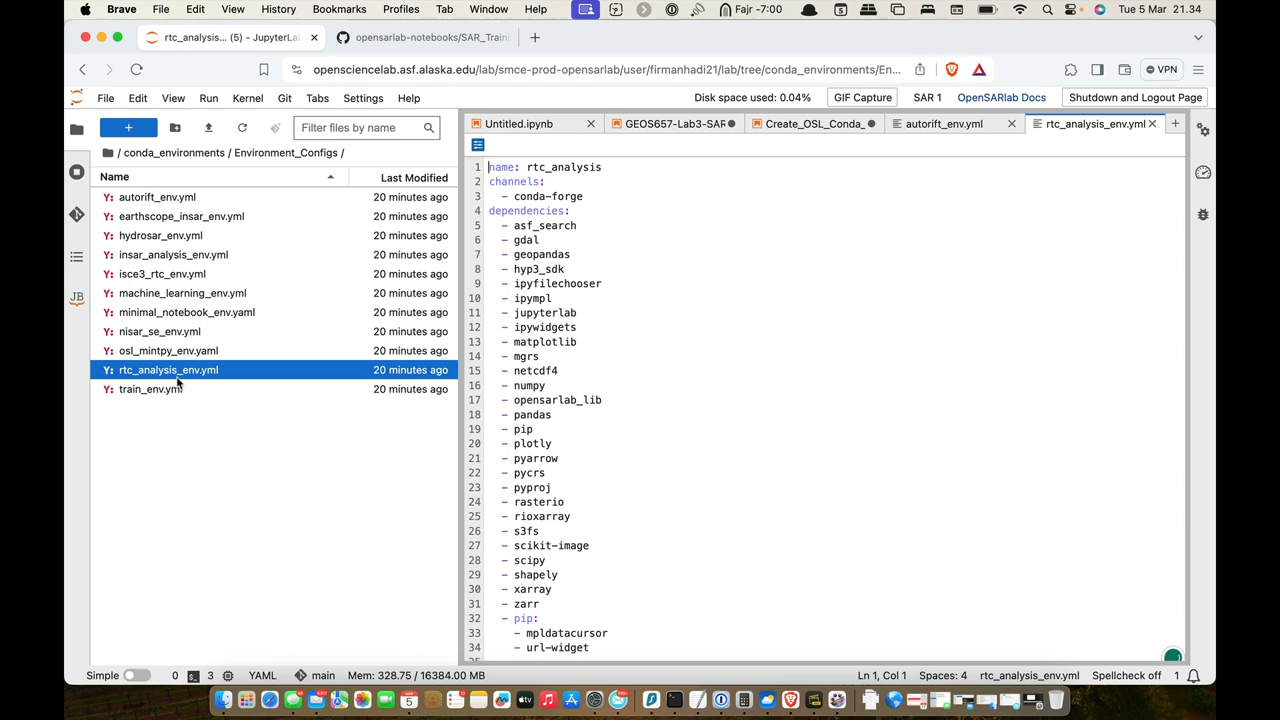 Brave File Edit View History Bookmarks Profiles Tab Window Help Fajr -7:00 Tue 5 Mar 21.34
rtc_analysis... (5) - JupyterLa opensarlab-notebooks/SAR_Traini
openscien​celab.asf.alaska.edu/lab/smce-prod-opensarlab/user/firmanhadi21/lab/tree/conda_environments/En... VPN
File Edit View Run Kernel Git Tabs Settings Help Disk space used: 0.04% GIF Capture SAR 1 OpenSARlab Docs Shutdown and Logout Page
Filter files by name
Untitled.ipynb GEOS657-Lab3-SAR Create_OSL_Conda_ autorift_env.yml rtc_analysis_env.yml
/ conda_environments / Environment_Configs /
Name Last Modified
Y: autorift_env.yml 20 minutes ago
Y: earthscope_insar_env.yml 20 minutes ago
Y: hydrosar_env.yml 20 minutes ago
Y: insar_analysis_env.yml 20 minutes ago
Y: isce3_rtc_env.yml 20 minutes ago
Y: machine_learning_env.yml 20 minutes ago
Y: minimal_notebook_env.yaml 20 minutes ago
Y: nisar_se_env.yml 20 minutes ago
Y: osl_mintpy_env.yaml 20 minutes ago
Y: rtc_analysis_env.yml 20 minutes ago
Y: train_env.yml 20 minutes ago
JB
1 name: rtc_analysis
2 channels:
3 - conda-forge
4 dependencies:
5 - asf_search
6 - gdal
7 - geopandas
8 - hyp3_sdk
9 - ipyfilechooser
10 - ipympl
11 - jupyterlab
12 - ipywidgets
13 - matplotlib
14 - mgrs
15 - netcdf4
16 - numpy
17 - opensarlab_lib
18 - pandas
19 - pip
20 - plotly
21 - pyarrow
22 - pycrs
23 - pyproj
24 - rasterio
25 - rioxarray
26 - s3fs
27 - scikit-image
28 - scipy
29 - shapely
30 - xarray
31 - zarr
32 - pip:
33 - mpldatacursor
34 - url-widget
Simple 0 3 YAML main Mem: 328.75 / 16384.00 MB Ln 1, Col 1 Spaces: 4 rtc_analysis_env.yml Spellcheck off 1